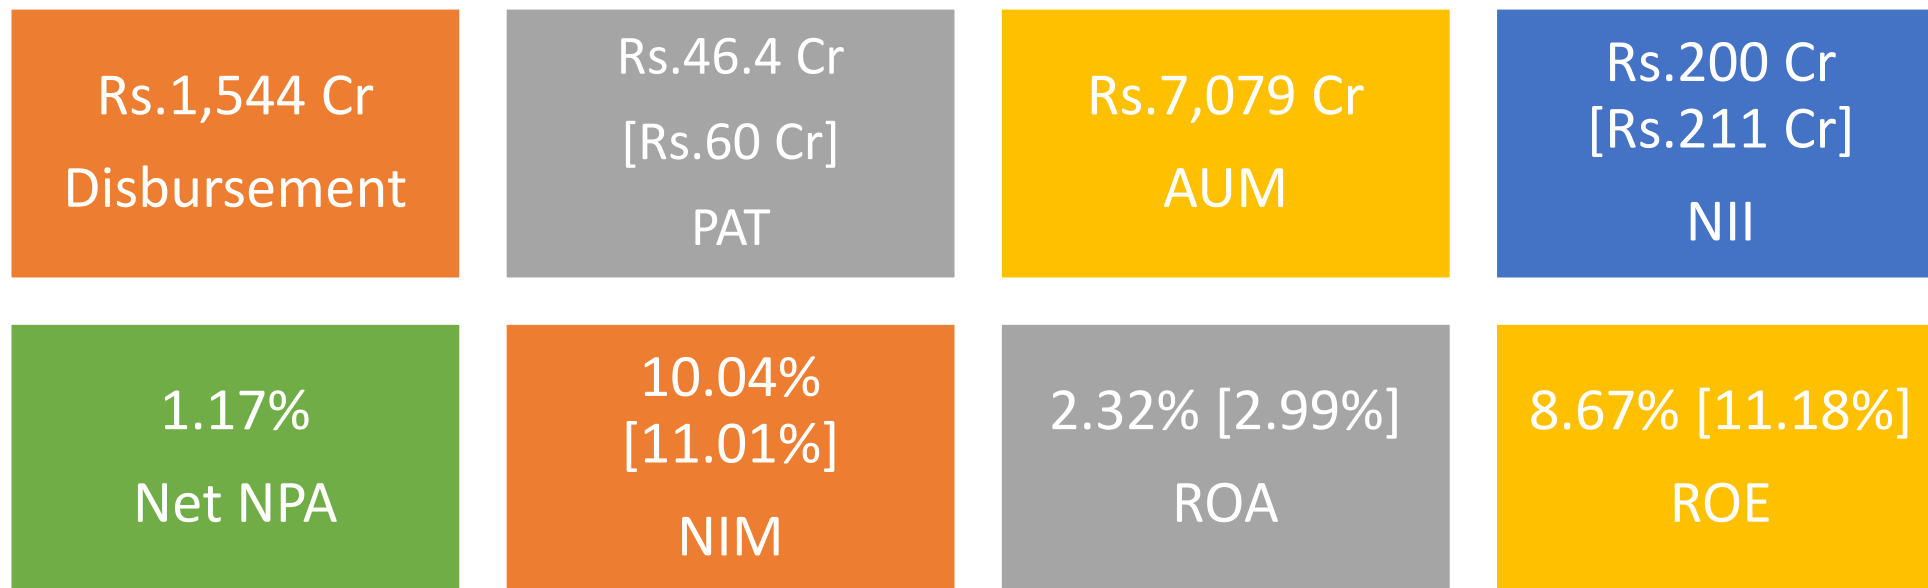 Rs.1,544 Cr
Disbursement
Rs.46.4 Cr
[Rs.60 Cr]
PAT
Rs.7,079 Cr
AUM
Rs.200 Cr
[Rs.211 Cr]
NII
1.17%
Net NPA
10.04%
[11.01%]
NIM
2.32% [2.99%]
ROA
8.67% [11.18%]
ROE